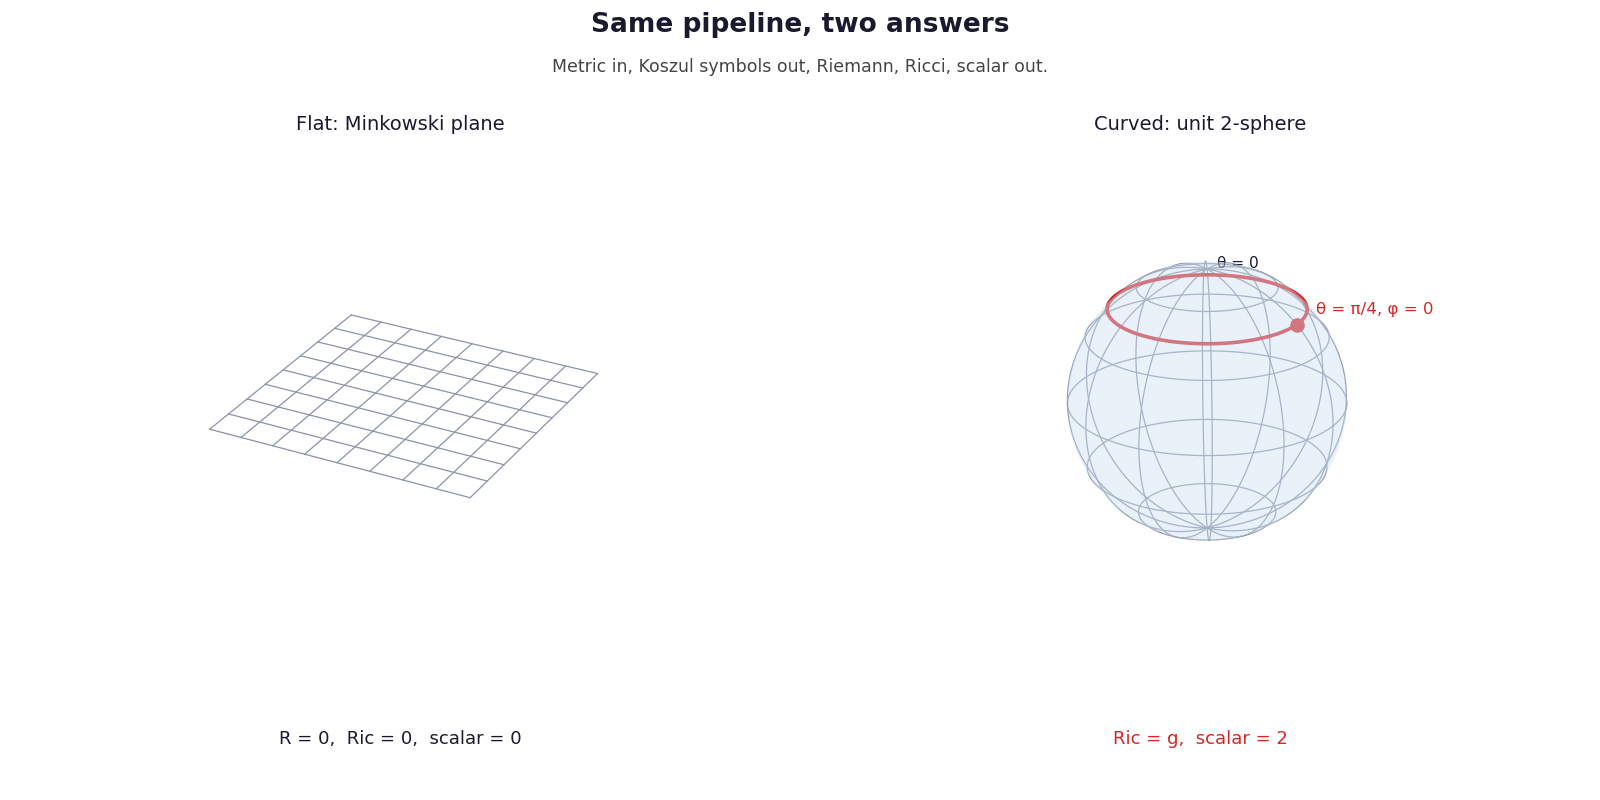 Same pipeline, two answers
Metric in, Koszul symbols out, Riemann, Ricci, scalar out.
Flat: Minkowski plane
Curved: unit 2-sphere
θ = 0
θ = π/4, φ = 0
R = 0,  Ric = 0,  scalar = 0
Ric = g,  scalar = 2